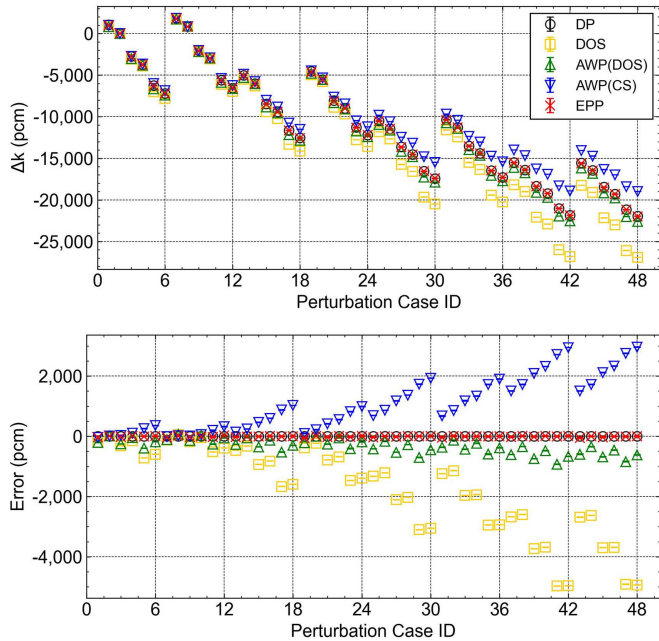 0
-5,000
-10,000
-15,000
-20,000
-25,000
Δk (pcm)
DP
DOS
AWP(DOS)
AWP(CS)
EPP
0 6 12 18 24 30 36 42 48
Perturbation Case ID
2,000
0
-2,000
-4,000
Error (pcm)
0 6 12 18 24 30 36 42 48
Perturbation Case ID